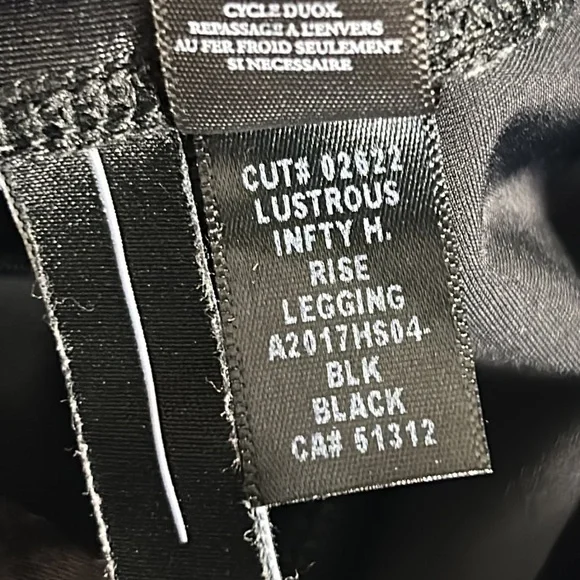 CYCLE DUOX.
REPASSAGE A L'ENVERS
AU FER FROID SEULEMENT
SI NECESSAIRE
CUT# 02622
LUSTROUS
INFTY H.
RISE
LEGGING
A2017HS04-
BLK
BLACK
CA# 51312